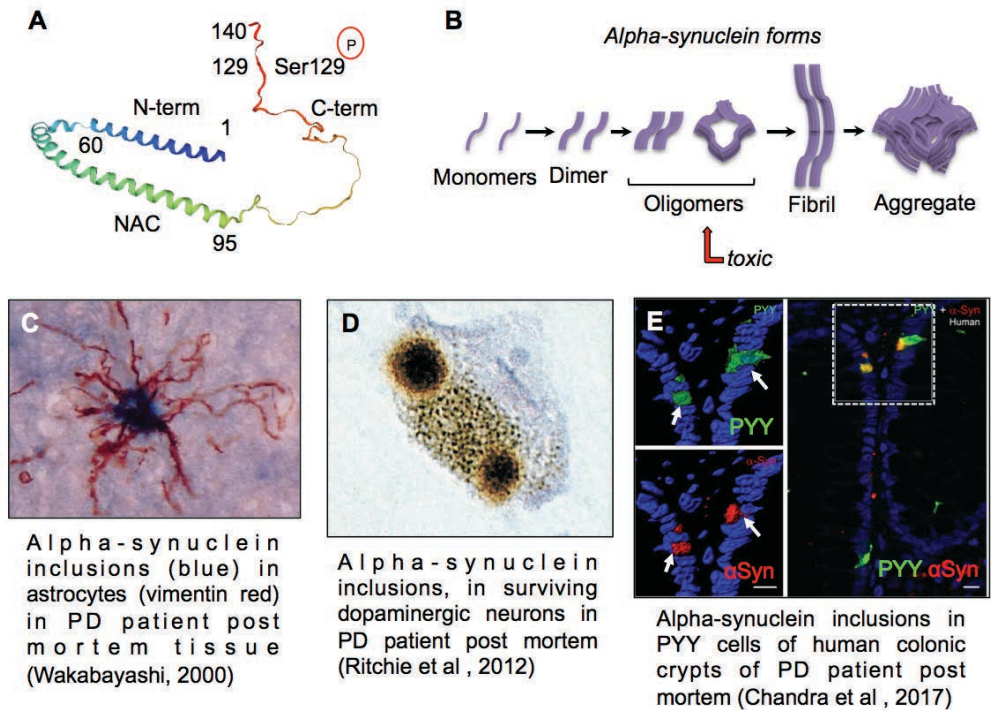 A
140
129
Ser129
P
C-term
N-term
1
60
NAC
95
B
Alpha-synuclein forms
Monomers
Dimer
Oligomers
Fibril
Aggregate
toxic
C
Alpha-synuclein
inclusions (blue) in
astrocytes (vimentin red)
in PD patient post
mortem tissue
(Wakabayashi, 2000)
D
Alpha-synuclein
inclusions, in surviving
dopaminergic neurons in
PD patient post mortem
(Ritchie et al , 2012)
E
PYY
PYY
α-Syn
αSyn
PYY + α-Syn
Human
PYY αSyn
Alpha-synuclein inclusions in
PYY cells of human colonic
crypts of PD patient post
mortem (Chandra et al , 2017)